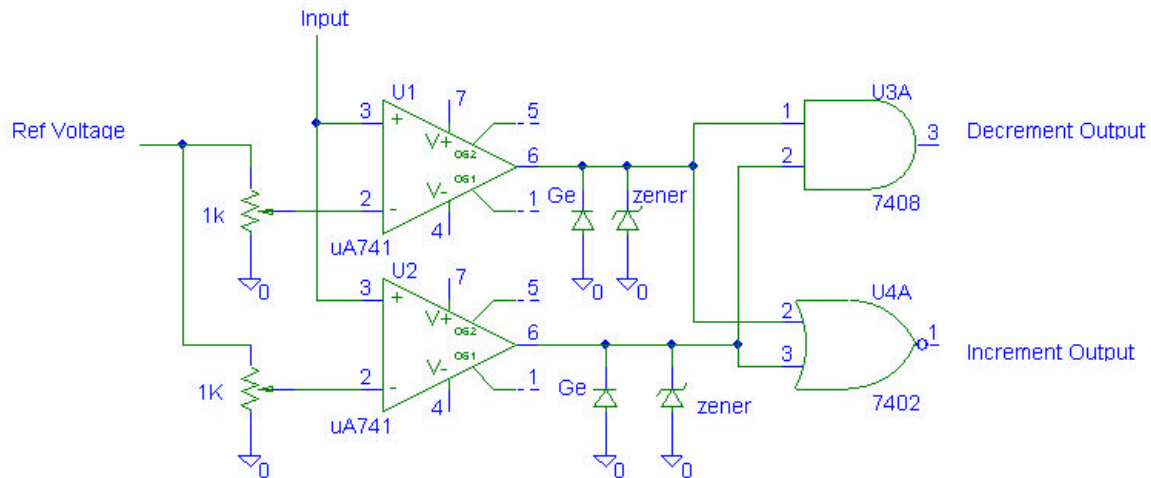 Input
Ref Voltage
U1
3
+
7
V+
OS2
5
6
OS1
V-
1
2
-
4
uA741
1k
0
Ge
zener
0
0
1
2
U3A
3
7408
Decrement Output
U2
3
+
7
V+
OS2
5
6
OS1
V-
1
2
-
4
uA741
1K
0
Ge
zener
0
0
2
3
U4A
1
7402
Increment Output